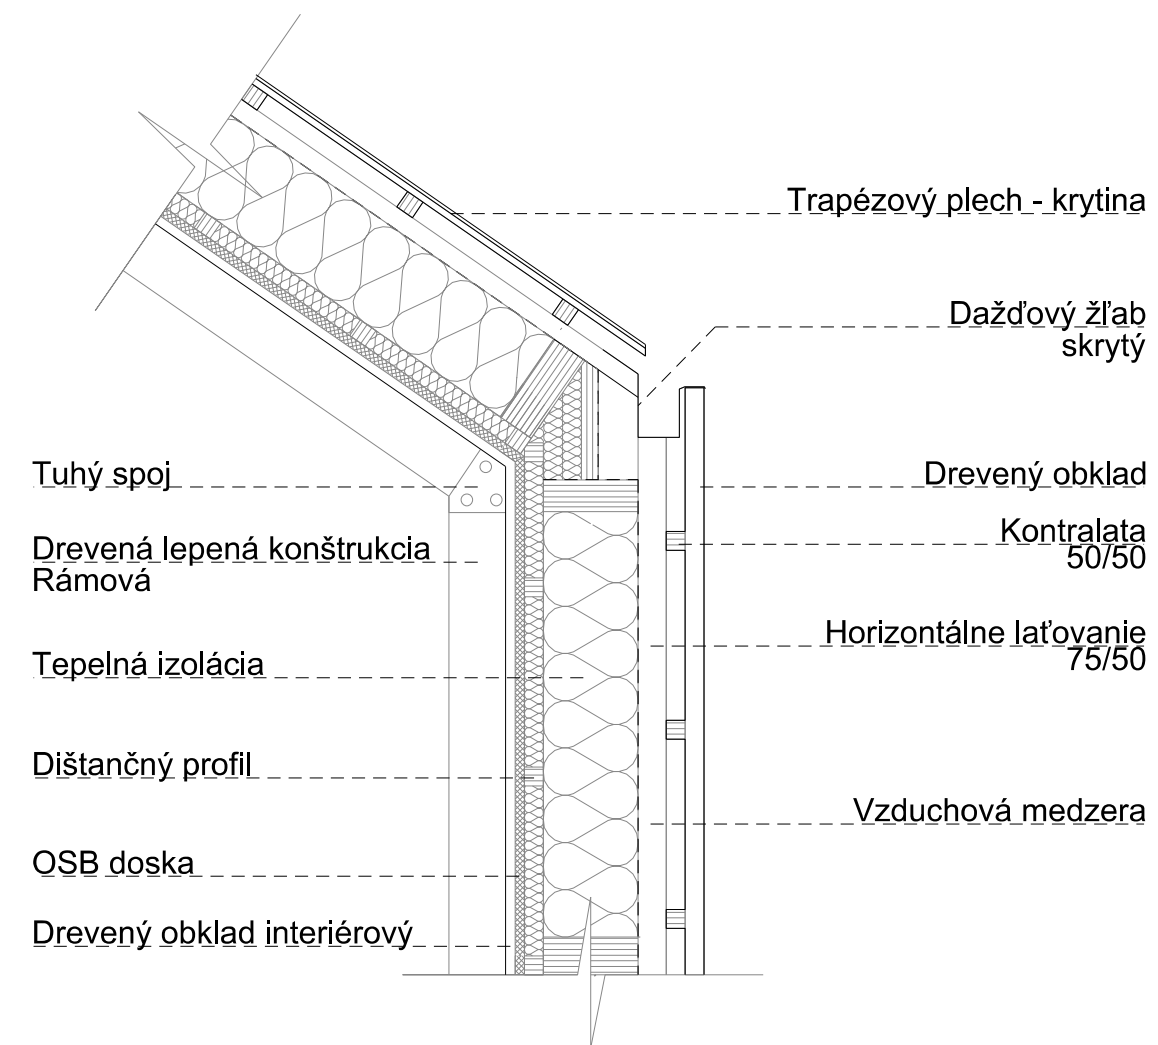 Trapézový plech - krytina
Dažďový žľab
skrytý
Tuhý spoj
Drevená lepená konštrukcia
Rámová
Tepelná izolácia
Dištančný profil
OSB doska
Drevený obklad interiérový
Drevený obklad
Kontralata
50/50
Horizontálne laťovanie
75/50
Vzduchová medzera